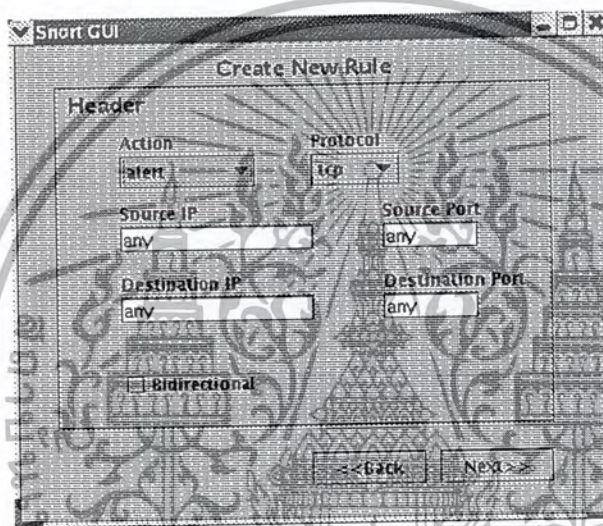 Snort GUI
Create New Rule
Header
Action Protocol
alert tcp
Source IP Source Port
any any
Destination IP Destination Port
any any
Bidirectional
<<Back Next>>